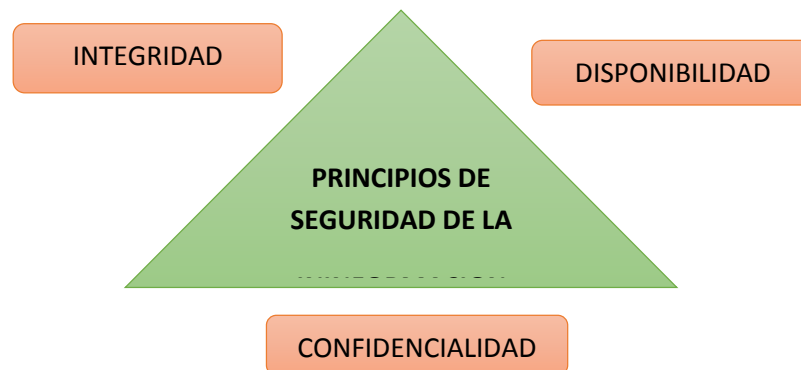 INTEGRIDAD
DISPONIBILIDAD
PRINCIPIOS DE
SEGURIDAD DE LA
CONFIDENCIALIDAD